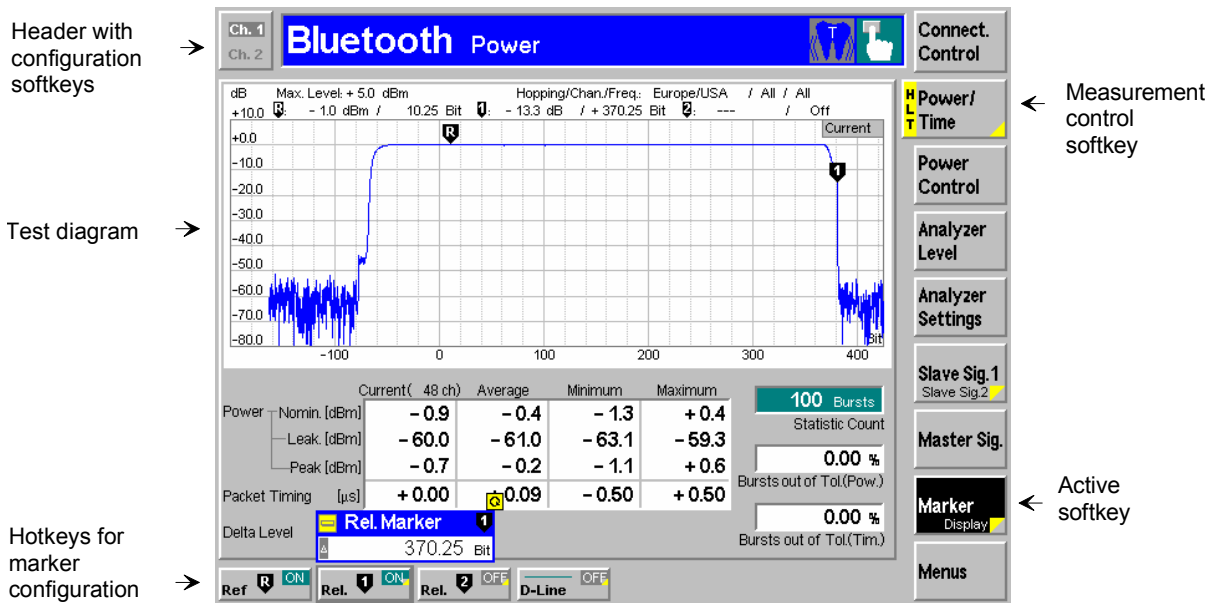 Header with
configuration
softkeys
Ch. 1
Ch. 2
Bluetooth Power
T
Connect.
Control
dB Max. Level: + 5.0 dBm Hopping/Chan./Freq.: Europe/USA / All / All
+10.0 R: - 1.0 dBm / 10.25 Bit 1: - 13.3 dB / + 370.25 Bit 2: --- / Off
Current
R
1
+0.0
-10.0
-20.0
-30.0
-40.0
-50.0
-60.0
-70.0
-80.0
-100 0 100 200 300 400
Bit
Test diagram
HLT
Power/
Time
Measurement
control
softkey
Power
Control
Analyzer
Level
Analyzer
Settings
Slave Sig.1
Slave Sig.2
Master Sig.
Marker
Display
Active
softkey
Menus
Current( 48 ch) Average Minimum Maximum
Power Nomin. [dBm] - 0.9 - 0.4 - 1.3 + 0.4
Leak. [dBm] - 60.0 - 61.0 - 63.1 - 59.3
Peak [dBm] - 0.7 - 0.2 - 1.1 + 0.6
Packet Timing [µs] + 0.00 0.09 - 0.50 + 0.50
Delta Level
100 Bursts
Statistic Count
0.00 %
Bursts out of Tol.(Pow.)
0.00 %
Bursts out of Tol.(Tim.)
Rel. Marker 1
370.25 Bit
Hotkeys for
marker
configuration
Ref R ON
Rel. 1 ON
Rel. 2 OFF
D-Line OFF